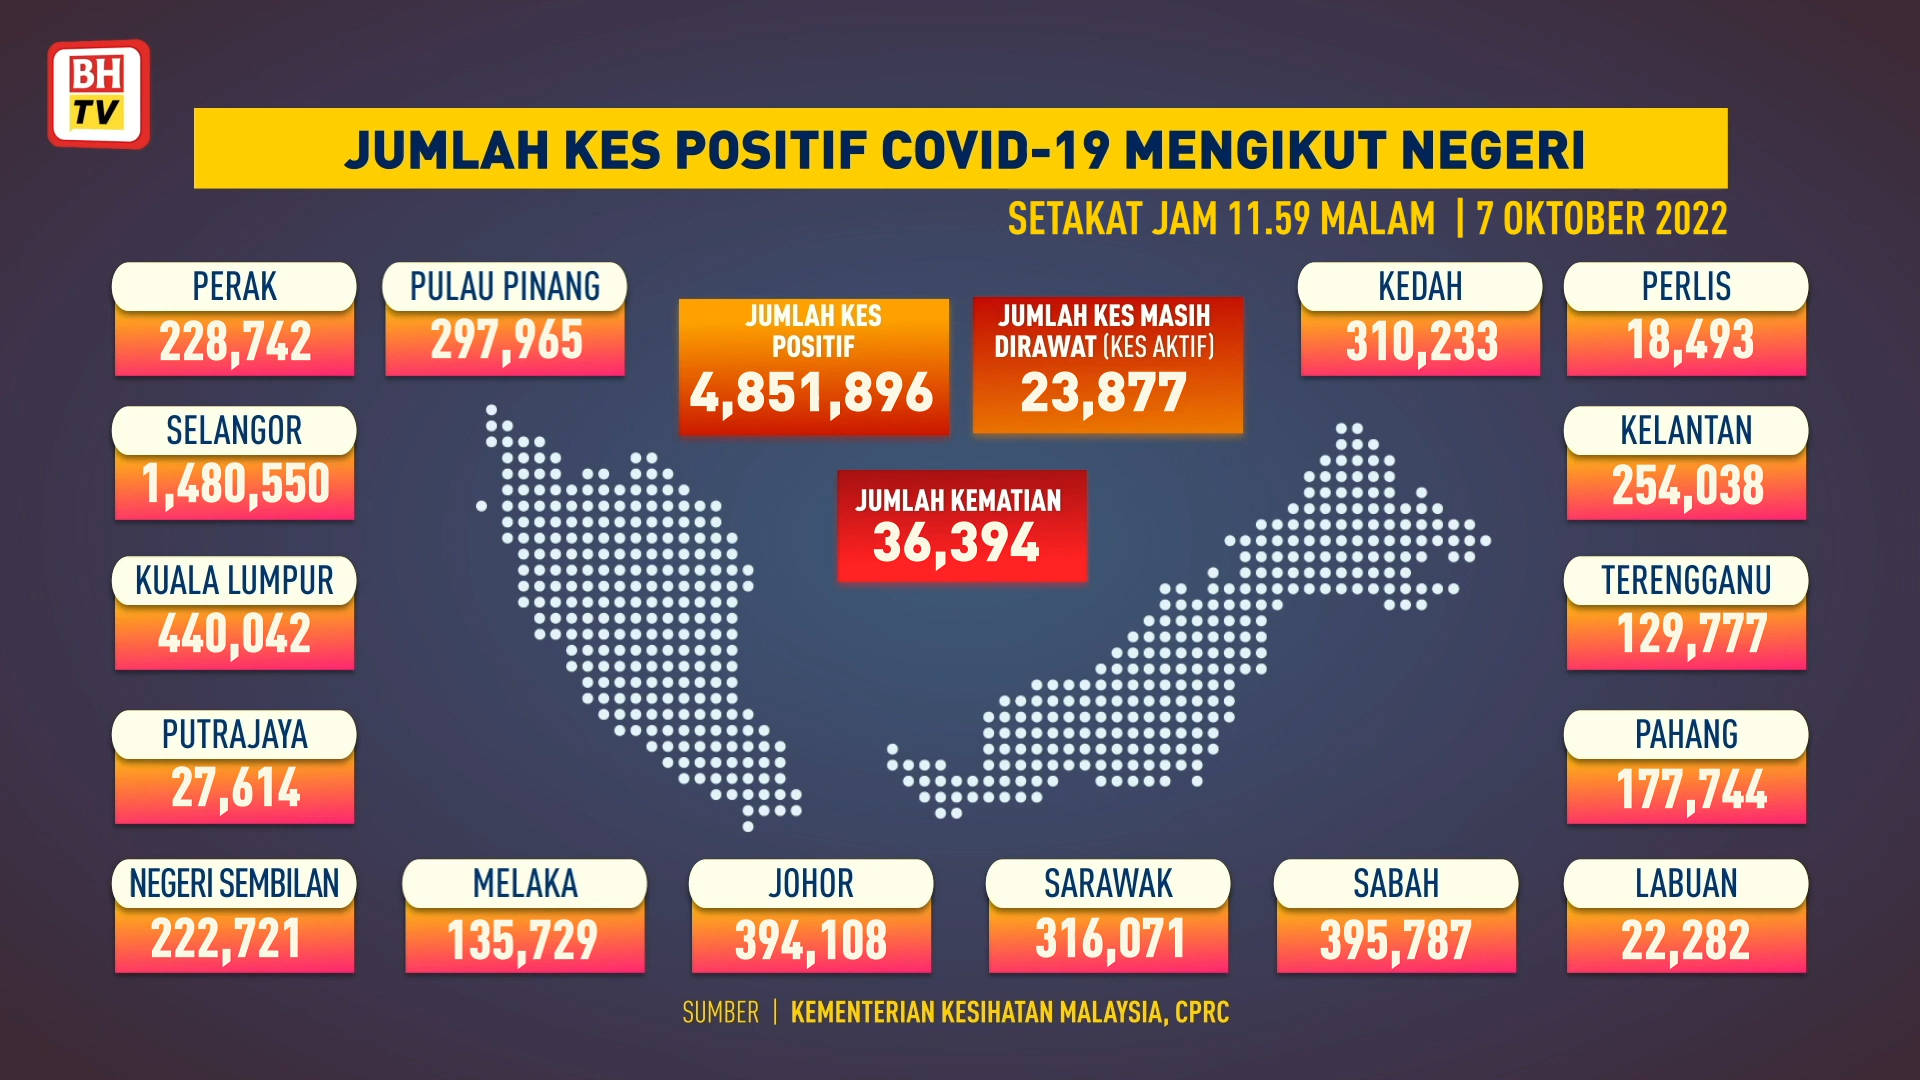 BH
TV
JUMLAH KES POSITIF COVID-19 MENGIKUT NEGERI
SETAKAT JAM 11.59 MALAM | 7 OKTOBER 2022
PERAK
228,742
PULAU PINANG
297,965
JUMLAH KES
POSITIF
4,851,896
JUMLAH KES MASIH
DIRAWAT (KES AKTIF)
23,877
KEDAH
310,233
PERLIS
18,493
SELANGOR
1,480,550
JUMLAH KEMATIAN
36,394
KELANTAN
254,038
KUALA LUMPUR
440,042
TERENGGANU
129,777
PUTRAJAYA
27,614
PAHANG
177,744
NEGERI SEMBILAN
222,721
MELAKA
135,729
JOHOR
394,108
SARAWAK
316,071
SABAH
395,787
LABUAN
22,282
SUMBER | KEMENTERIAN KESIHATAN MALAYSIA, CPRC